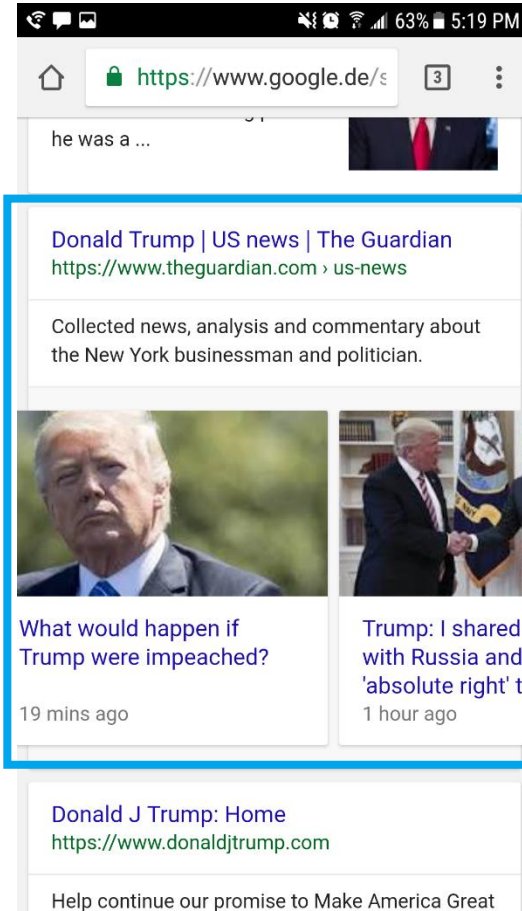 63% 5:19 PM
https://www.google.de/s
3
he was a ...
Donald Trump | US news | The Guardian
https://www.theguardian.com › us-news
Collected news, analysis and commentary about
the New York businessman and politician.
What would happen if
Trump were impeached?
19 mins ago
Trump: I shared
with Russia and
'absolute right' t
1 hour ago
Donald J Trump: Home
https://www.donaldjtrump.com
Help continue our promise to Make America Great